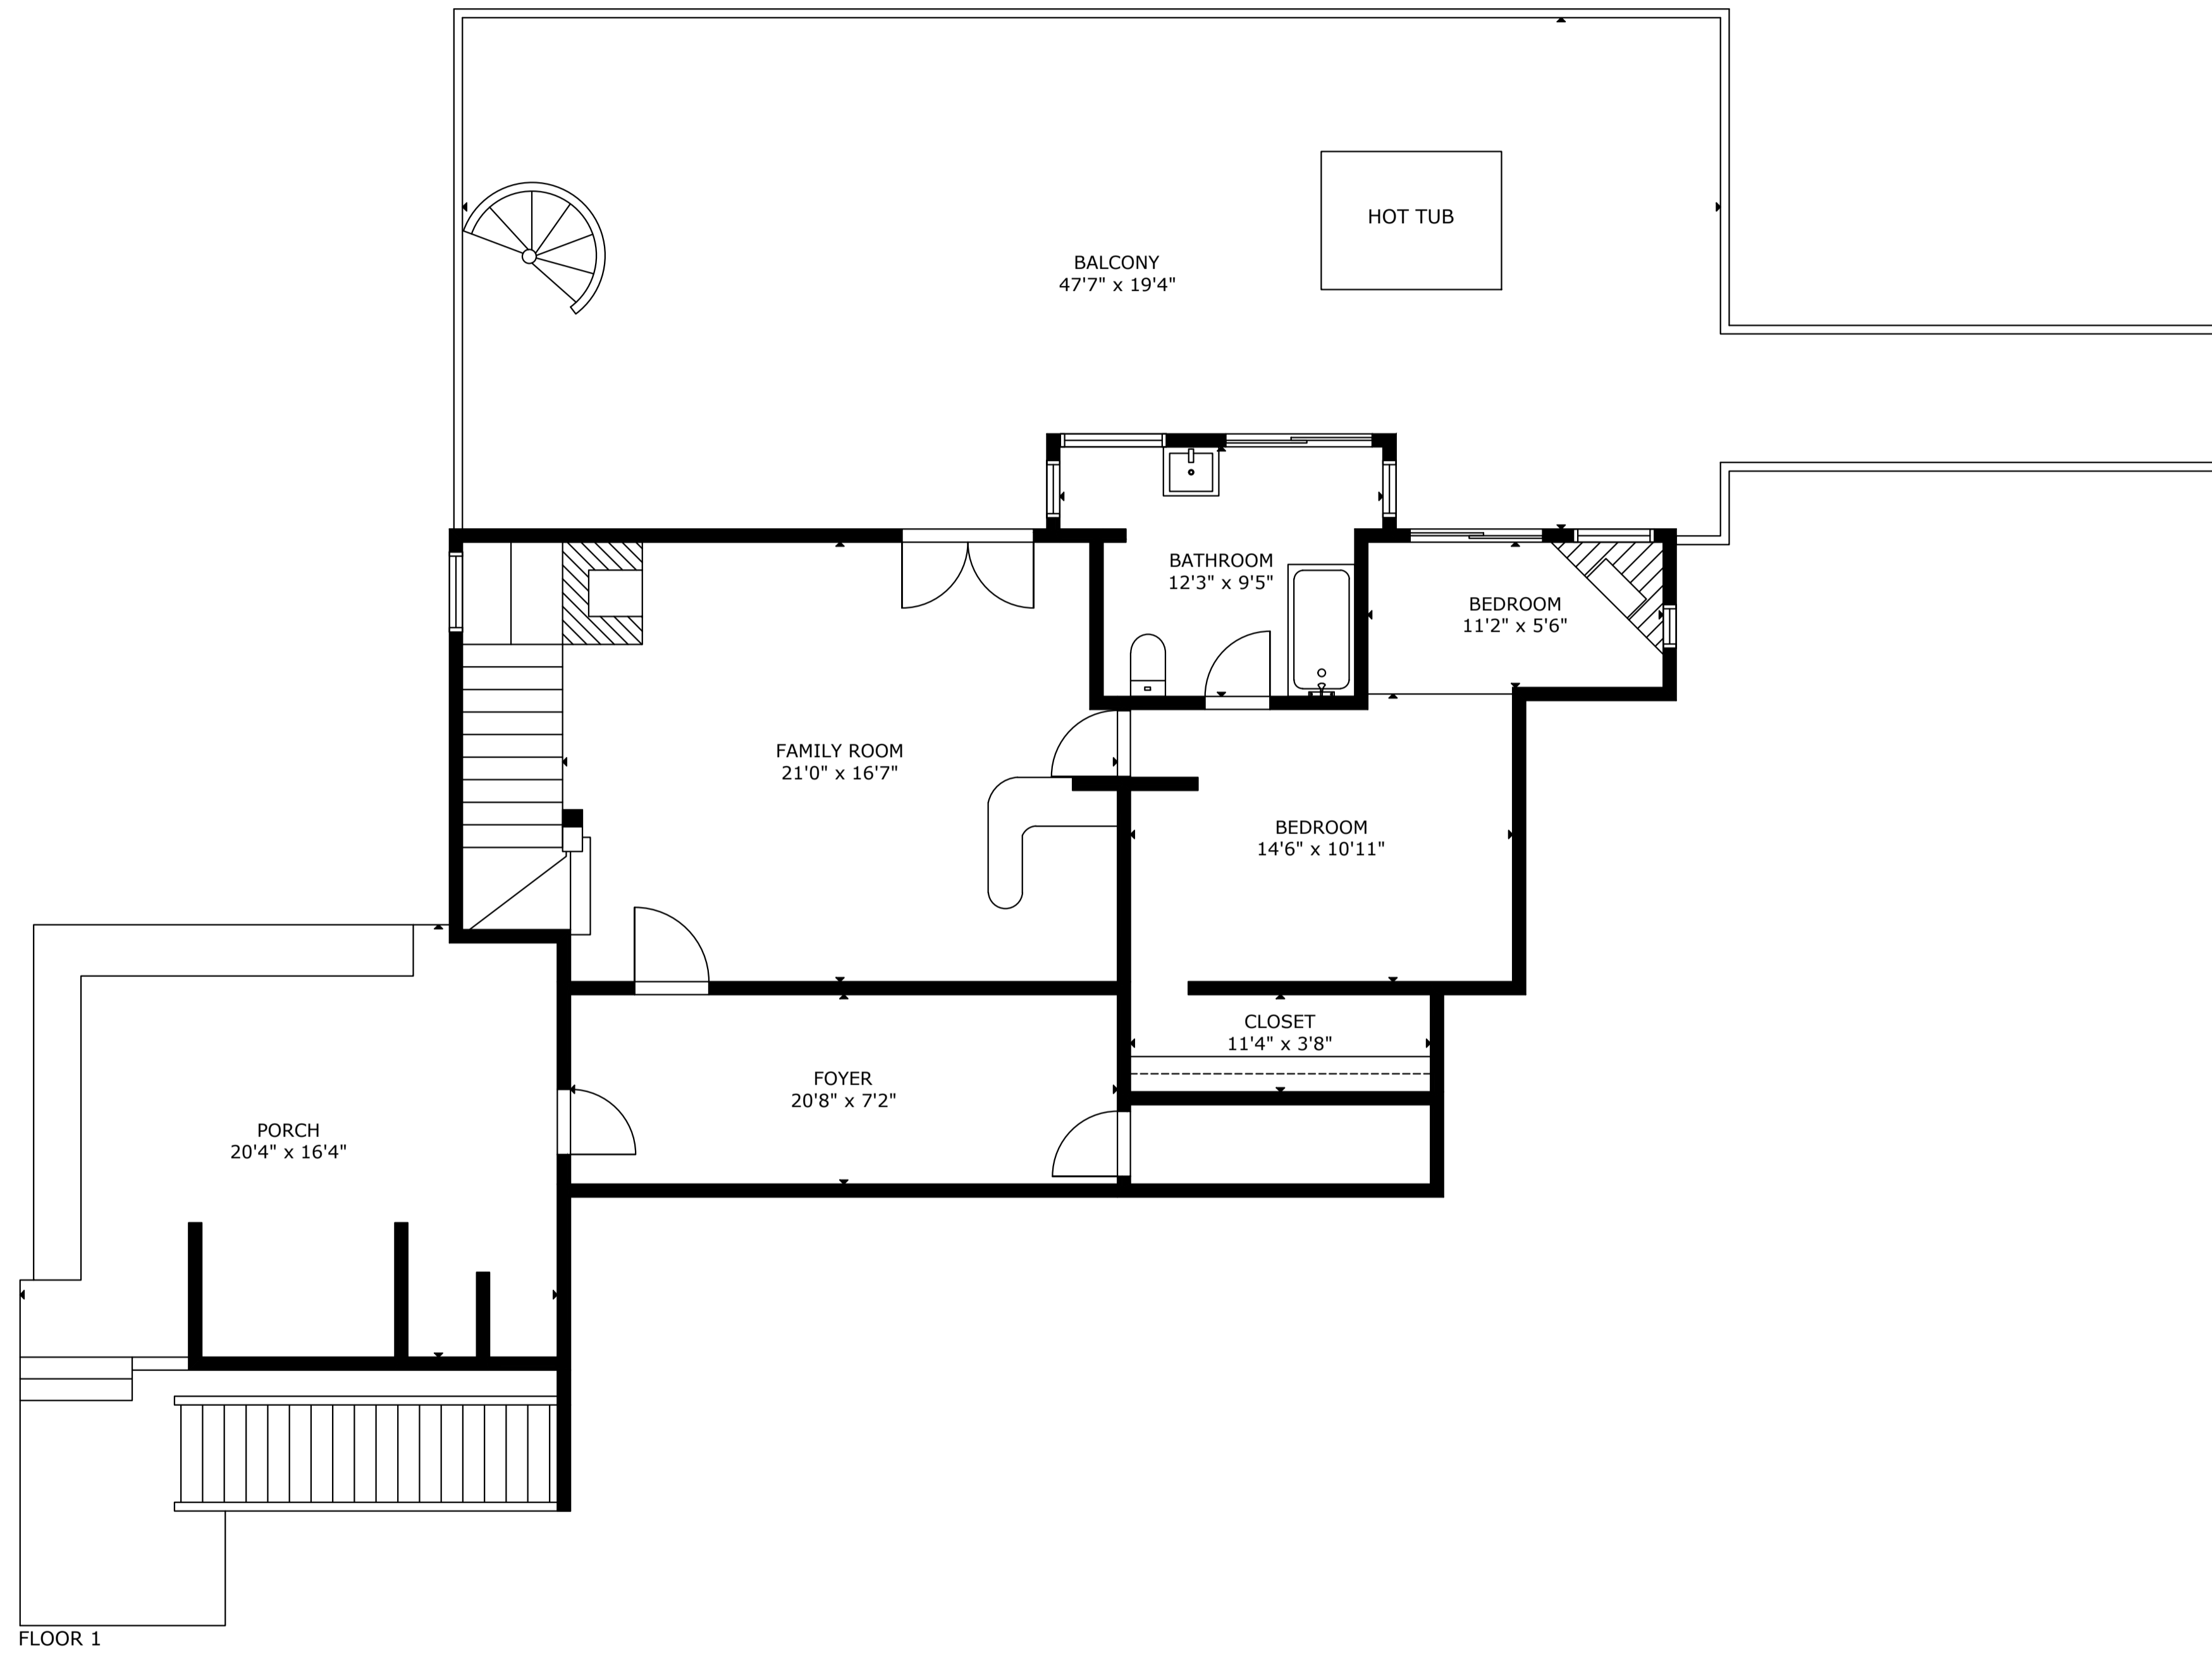 HOT TUB
BALCONY
47'7" x 19'4"
BATHROOM
12'3" x 9'5"
BEDROOM
11'2" x 5'6"
FAMILY ROOM
21'0" x 16'7"
BEDROOM
14'6" x 10'11"
CLOSET
11'4" x 3'8"
FOYER
20'8" x 7'2"
PORCH
20'4" x 16'4"
FLOOR 1